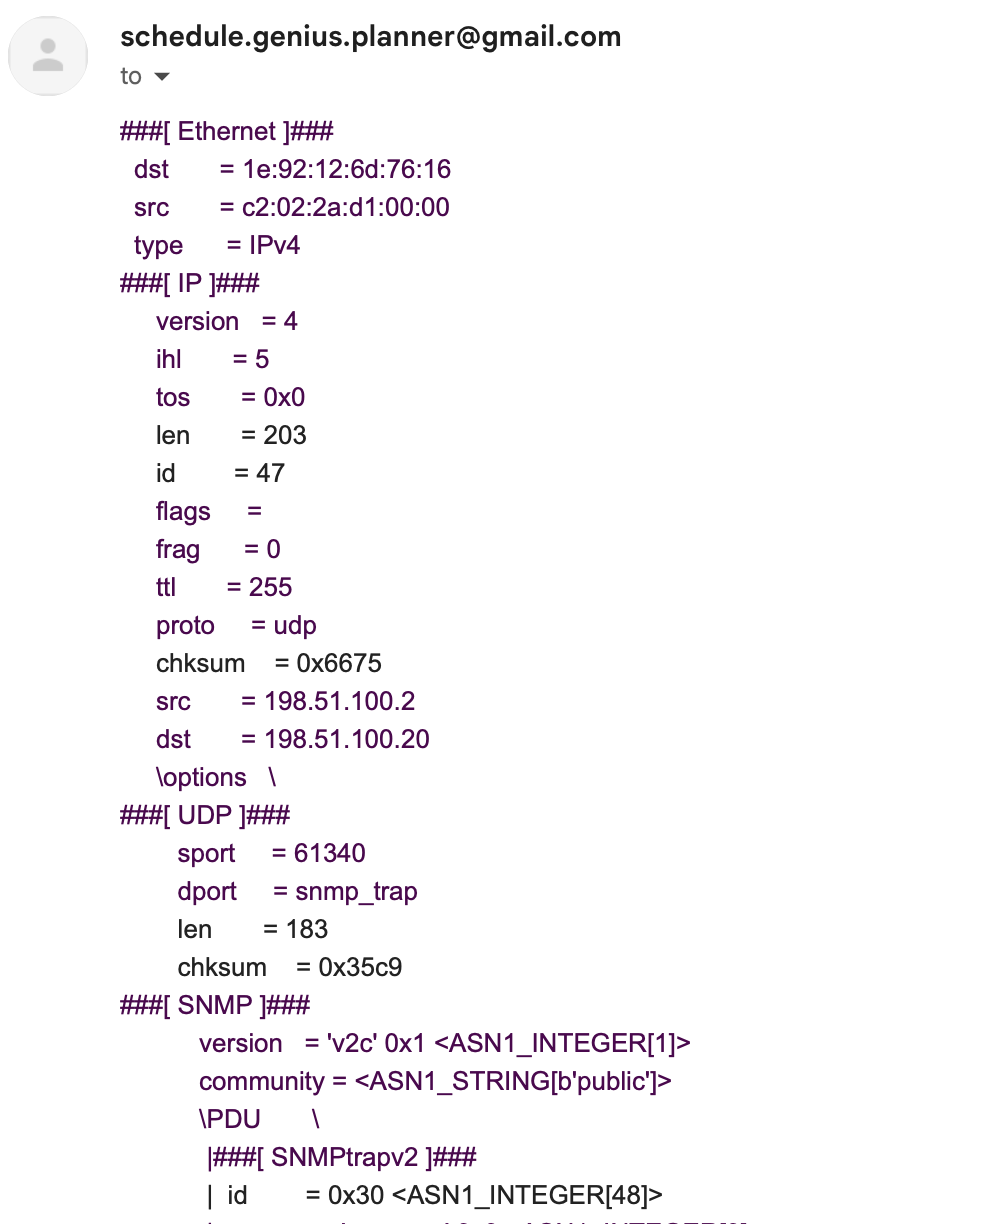 schedule.genius.planner@gmail.com
to
###[ Ethernet ]###
dst = 1e:92:12:6d:76:16
src = c2:02:2a:d1:00:00
type = IPv4
###[ IP ]###
version = 4
ihl = 5
tos = 0x0
len = 203
id = 47
flags =
frag = 0
ttl = 255
proto = udp
chksum = 0x6675
src = 198.51.100.2
dst = 198.51.100.20
\options \
###[ UDP ]###
sport = 61340
dport = snmp_trap
len = 183
chksum = 0x35c9
###[ SNMP ]###
version = 'v2c' 0x1 <ASN1_INTEGER[1]>
community = <ASN1_STRING[b'public']>
\PDU \
|###[ SNMPtrapv2 ]###
| id = 0x30 <ASN1_INTEGER[48]>